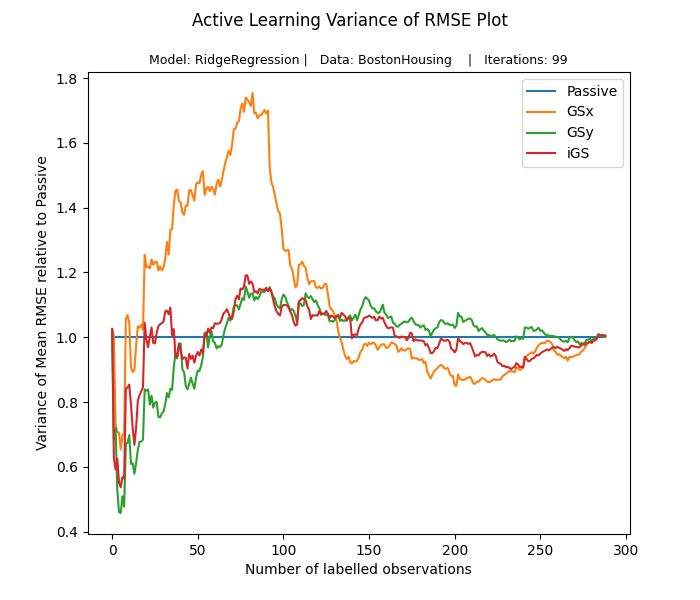 Active Learning Variance of RMSE Plot
Model: RidgeRegression |   Data: BostonHousing    |   Iterations: 99
Passive
GSx
GSy
iGS
Variance of Mean RMSE relative to Passive
1.8
1.6
1.4
1.2
1.0
0.8
0.6
0.4
0 50 100 150 200 250 300
Number of labelled observations